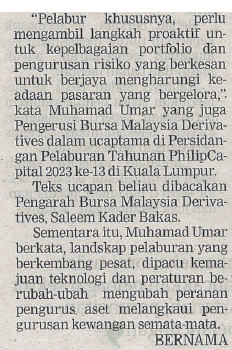 “Pelabur khususnya, perlu
mengambil langkah proaktif un-
tuk kepelbagaian portfolio dan
pengurusan risiko yang berkesan
untuk berjaya mengharungi ke-
adaan pasaran yang bergelora,”
kata Muhamad Umar yang juga
Pengerusi Bursa Malaysia Deriva-
tives dalam ucaptama di Persidan-
gan Pelaburan Tahunan PhilipCa-
pital 2023 ke-13 di Kuala Lumpur.
Teks ucapan beliau dibacakan
Pengarah Bursa Malaysia Deriva-
tives, Saleem Kader Bakas.
Sementara itu, Muhamad Umar
berkata, landskap pelaburan yang
berkembang pesat, dipacu kema-
juan teknologi dan peraturan be-
rubah-ubah mengubah peranan
pengurus aset melangkaui pen-
gurusan kewangan semata-mata.
BERNAMA